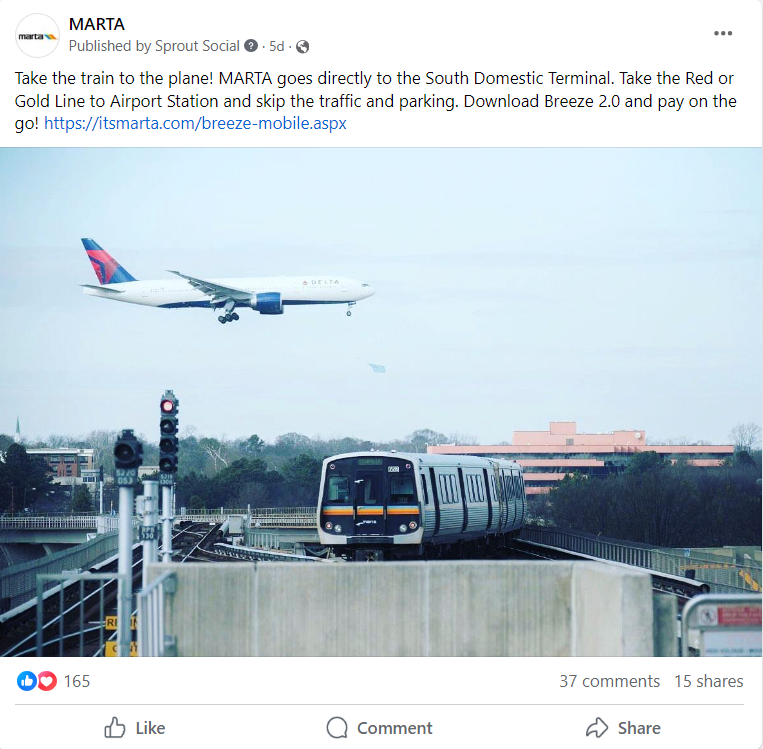 marta
MARTA
Published by Sprout Social · 5d ·
Take the train to the plane! MARTA goes directly to the South Domestic Terminal. Take the Red or
Gold Line to Airport Station and skip the traffic and parking. Download Breeze 2.0 and pay on the
go! https://itsmarta.com/breeze-mobile.aspx
DELTA
marta
165
37 comments 15 shares
Like Comment Share